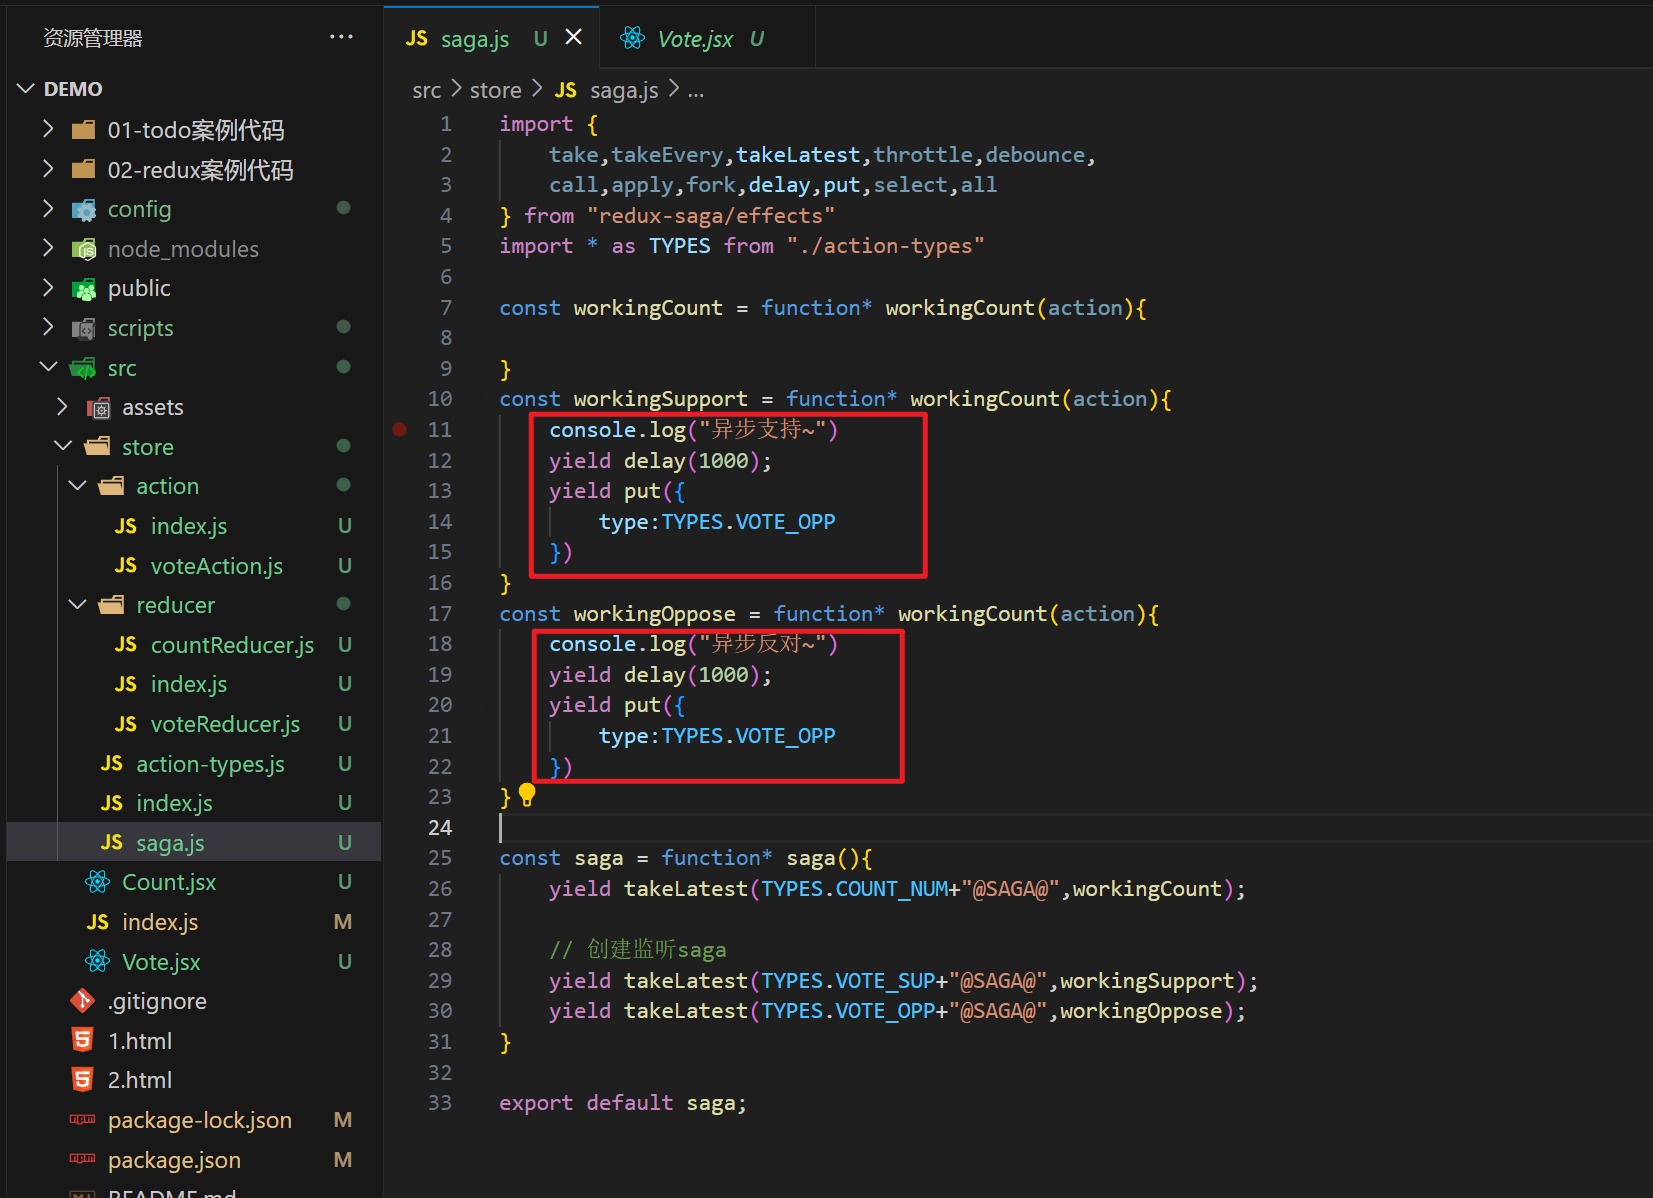 资源管理器 ···
DEMO
01-todo案例代码
02-redux案例代码
config
node_modules
public
scripts
src
assets
store
action
index.js U
voteAction.js U
reducer
countReducer.js U
index.js U
voteReducer.js U
action-types.js U
index.js U
saga.js U
Count.jsx U
index.js M
Vote.jsx U
.gitignore
1.html
2.html
package-lock.json M
package.json M
README.md
JS saga.js U × Vote.jsx U
src > store > JS saga.js > ...
1 import {
2     take,takeEvery,takeLatest,throttle,debounce,
3     call,apply,fork,delay,put,select,all
4 } from "redux-saga/effects"
5 import * as TYPES from "./action-types"
6
7 const workingCount = function* workingCount(action){
8
9 }
10 const workingSupport = function* workingCount(action){
11     console.log("异步支持~")
12     yield delay(1000);
13     yield put({
14         type:TYPES.VOTE_OPP
15     })
16 }
17 const workingOppose = function* workingCount(action){
18     console.log("异步反对~")
19     yield delay(1000);
20     yield put({
21         type:TYPES.VOTE_OPP
22     })
23 }
24
25 const saga = function* saga(){
26     yield takeLatest(TYPES.COUNT_NUM+"@SAGA@",workingCount);
27
28     // 创建监听saga
29     yield takeLatest(TYPES.VOTE_SUP+"@SAGA@",workingSupport);
30     yield takeLatest(TYPES.VOTE_OPP+"@SAGA@",workingOppose);
31 }
32
33 export default saga;